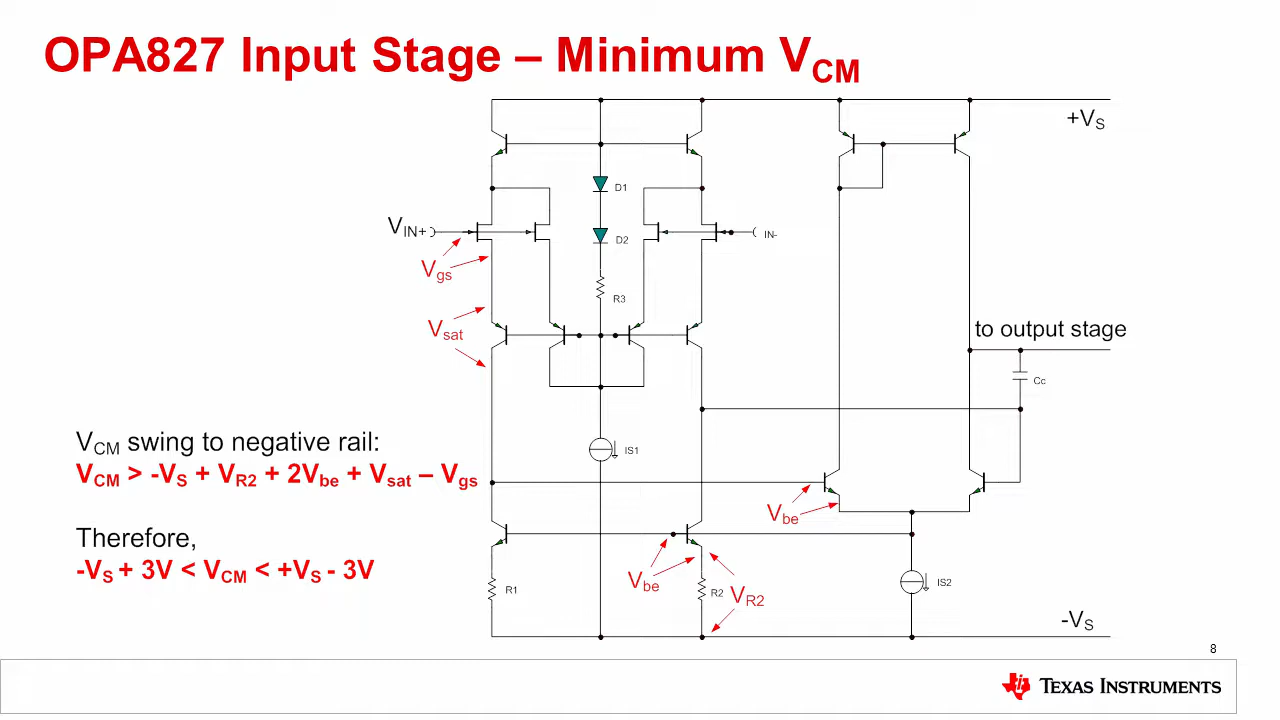 OPA827 Input Stage – Minimum VCM
+VS
D1
VIN+
IN-
D2
Vgs
R3
Vsat
to output stage
Cc
VCM swing to negative rail:
IS1
VCM > -VS + VR2 + 2Vbe + Vsat – Vgs
Vbe
Therefore,
-VS + 3V < VCM < +VS - 3V
Vbe
IS2
R1
R2
VR2
-VS
8
TEXAS INSTRUMENTS